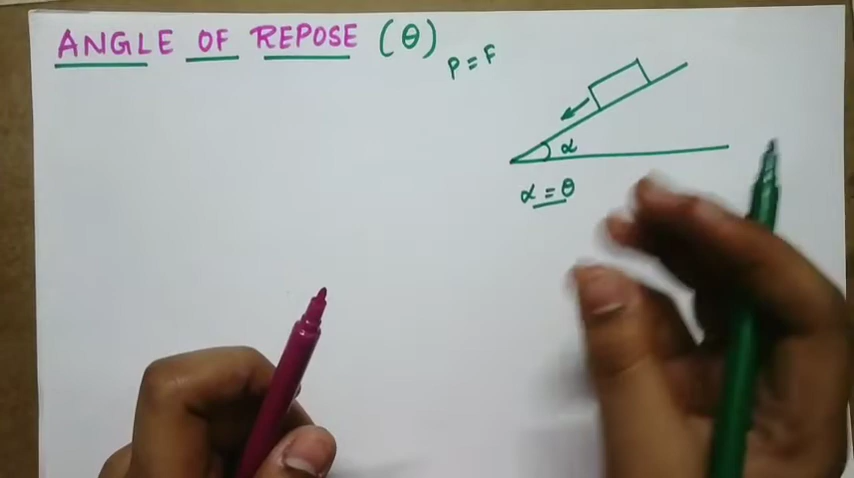 ANGLE OF REPOSE (θ)
P = F
α
α = θ